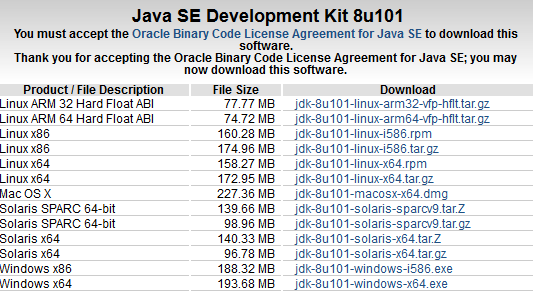 Java SE Development Kit 8u101
You must accept the Oracle Binary Code License Agreement for Java SE to download this
software.
Thank you for accepting the Oracle Binary Code License Agreement for Java SE; you may
now download this software.
Product / File Description File Size Download
Linux ARM 32 Hard Float ABI 77.77 MB jdk-8u101-linux-arm32-vfp-hflt.tar.gz
Linux ARM 64 Hard Float ABI 74.72 MB jdk-8u101-linux-arm64-vfp-hflt.tar.gz
Linux x86 160.28 MB jdk-8u101-linux-i586.rpm
Linux x86 174.96 MB jdk-8u101-linux-i586.tar.gz
Linux x64 158.27 MB jdk-8u101-linux-x64.rpm
Linux x64 172.95 MB jdk-8u101-linux-x64.tar.gz
Mac OS X 227.36 MB jdk-8u101-macosx-x64.dmg
Solaris SPARC 64-bit 139.66 MB jdk-8u101-solaris-sparcv9.tar.Z
Solaris SPARC 64-bit 98.96 MB jdk-8u101-solaris-sparcv9.tar.gz
Solaris x64 140.33 MB jdk-8u101-solaris-x64.tar.Z
Solaris x64 96.78 MB jdk-8u101-solaris-x64.tar.gz
Windows x86 188.32 MB jdk-8u101-windows-i586.exe
Windows x64 193.68 MB jdk-8u101-windows-x64.exe